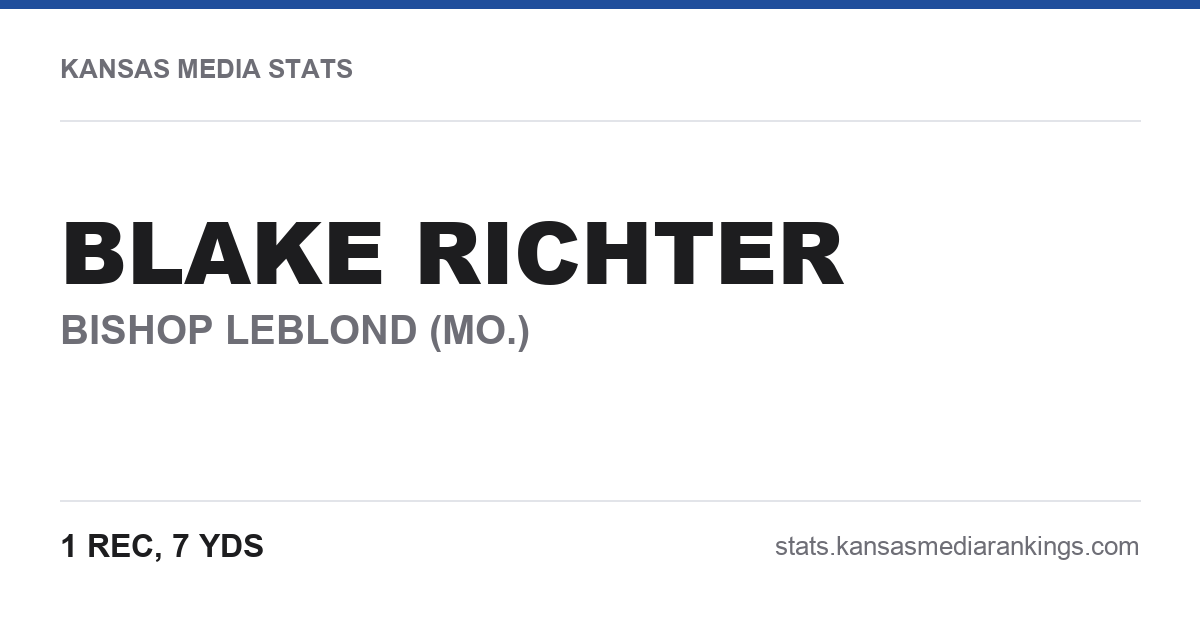 KANSAS MEDIA STATS
BLAKE RICHTER
BISHOP LEBLOND (MO.)
1 REC, 7 YDS
stats.kansasmediarankings.com